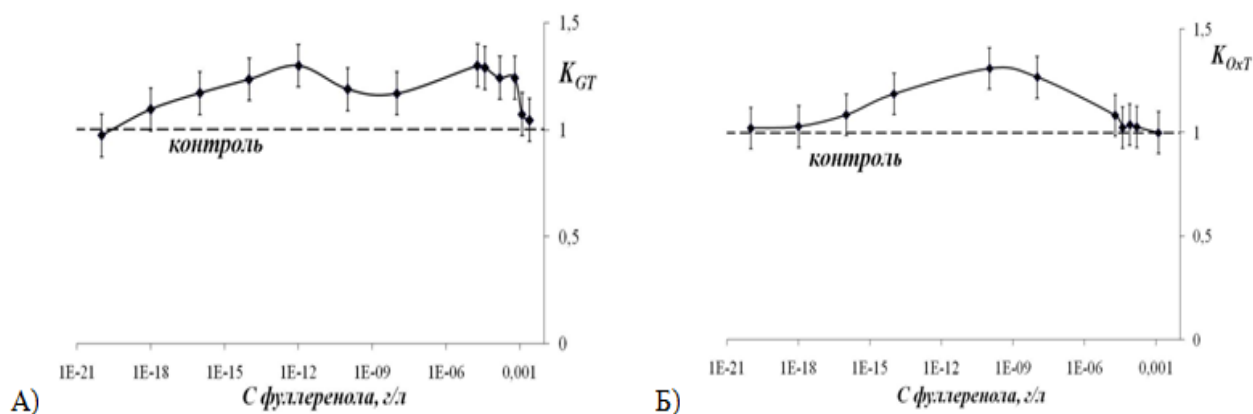 1,5
K_GT
1
контроль
0,5
0
1E-21 1E-18 1E-15 1E-12 1E-09 1E-06 0,001
С фуллеренола, г/л
А)
1,5
K_OxT
1
контроль
0,5
0
1E-21 1E-18 1E-15 1E-12 1E-09 1E-06 0,001
С фуллеренола, г/л
Б)